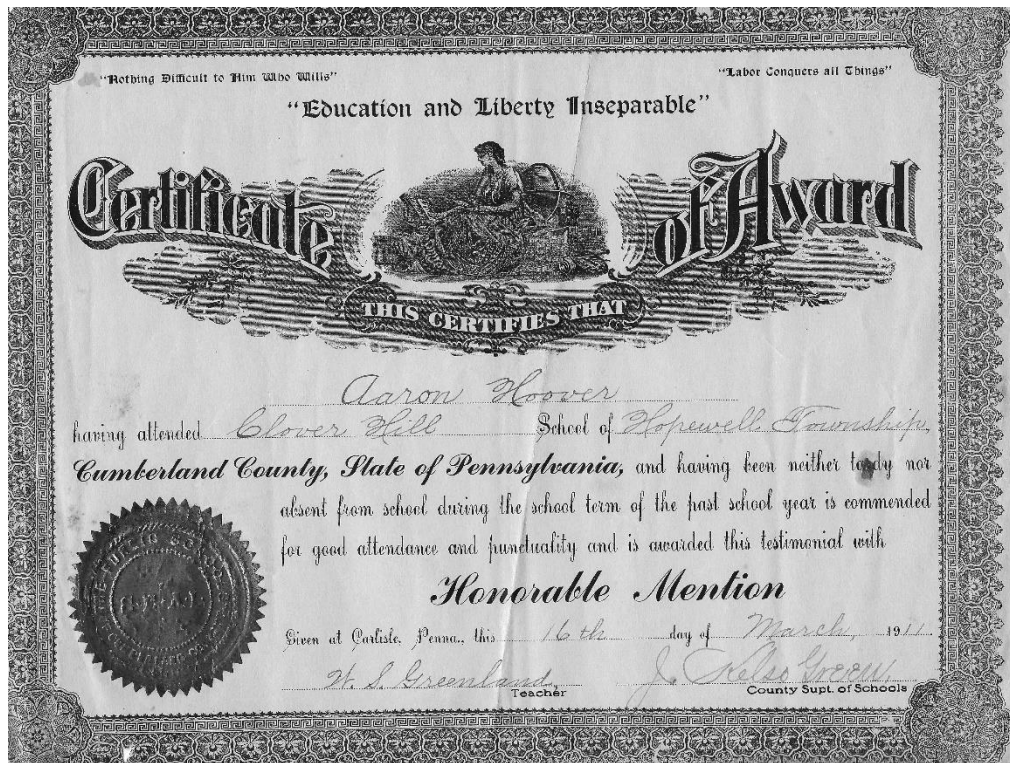 "Nothing Difficult to Him Who Wills"
"Labor Conquers all Things"
"Education and Liberty Inseparable"
Certificate of Award
THIS CERTIFIES THAT
Aaron Hoover
having attended Clover Hill School of Hopewell Township,
Cumberland County, State of Pennsylvania, and having been neither tardy nor
absent from school during the school term of the past school year is commended
for good attendance and punctuality and is awarded this testimonial with
Honorable Mention
Given at Carlisle, Penna., this 16th day of March, 1911
W. S. Greenland, J. Kelso Green
Teacher
County Supt. of Schools